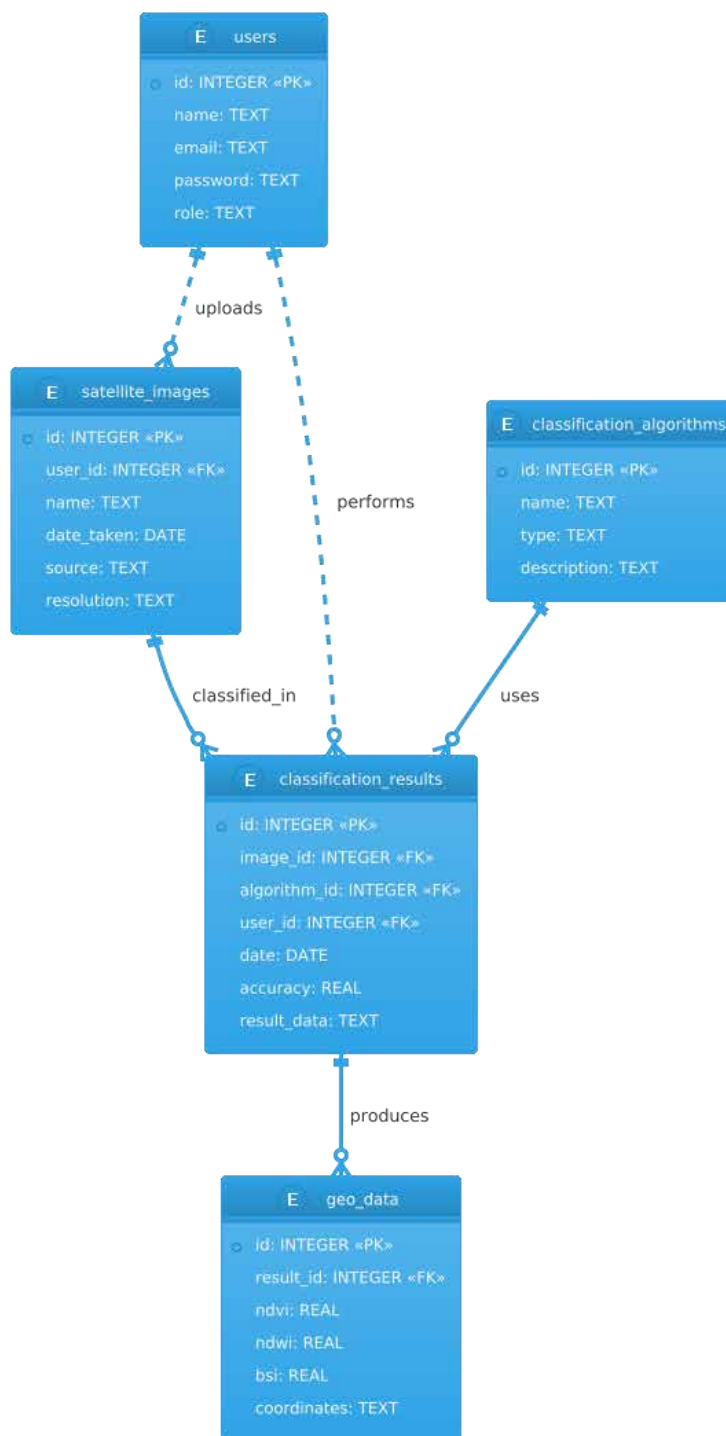 E users
id: INTEGER «PK»
name: TEXT
email: TEXT
password: TEXT
role: TEXT
uploads
E satellite_images
id: INTEGER «PK»
user_id: INTEGER «FK»
name: TEXT
date_taken: DATE
source: TEXT
resolution: TEXT
performs
E classification_algorithms
id: INTEGER «PK»
name: TEXT
type: TEXT
description: TEXT
classified_in
uses
E classification_results
id: INTEGER «PK»
image_id: INTEGER «FK»
algorithm_id: INTEGER «FK»
user_id: INTEGER «FK»
date: DATE
accuracy: REAL
result_data: TEXT
produces
E geo_data
id: INTEGER «PK»
result_id: INTEGER «FK»
ndvi: REAL
ndwi: REAL
bsi: REAL
coordinates: TEXT